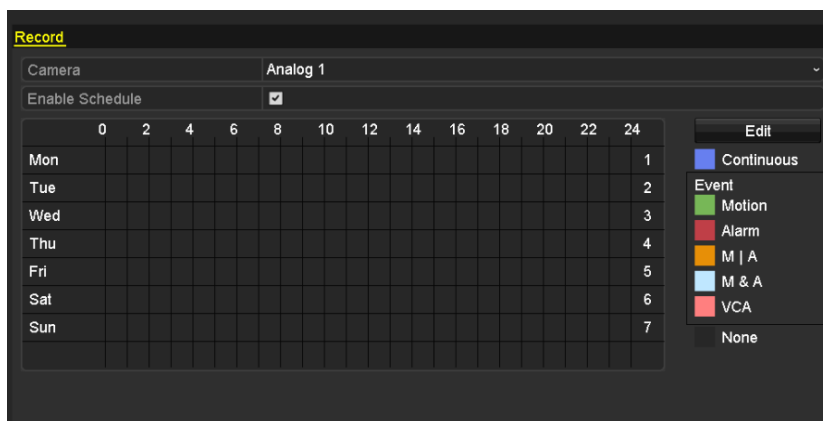 Record
Camera Analog 1
Enable Schedule
0 2 4 6 8 10 12 14 16 18 20 22 24 Edit
Mon 1 Continuous
Tue 2 Event
Wed 3 Motion
Thu 4 Alarm
Fri 5 M | A
Sat 6 M & A
Sun 7 VCA
None